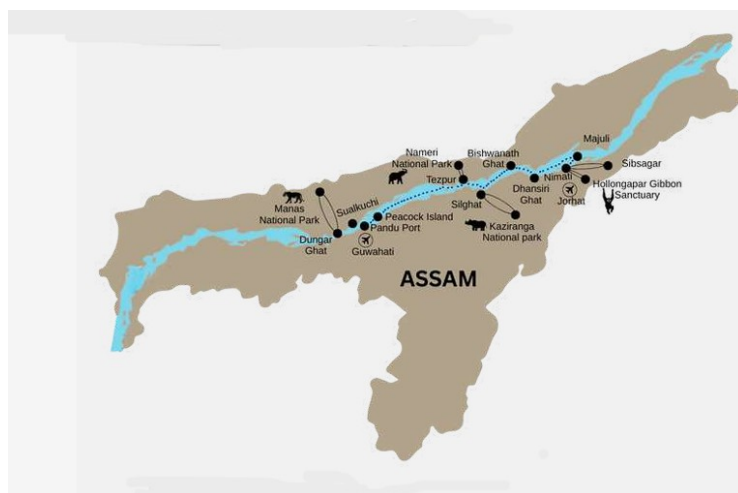 Majuli
Nameri
National Park
Bishwanath
Ghat
Sibsagar
Tezpur
Nimati
Dhansiri
Ghat
Hollongapar Gibbon
Sanctuary
Silghat
Jorhat
Manas
National Park
Sualkuchi
Peacock Island
Pandu Port
Kaziranga
National park
Dungar
Ghat
Guwahati
ASSAM